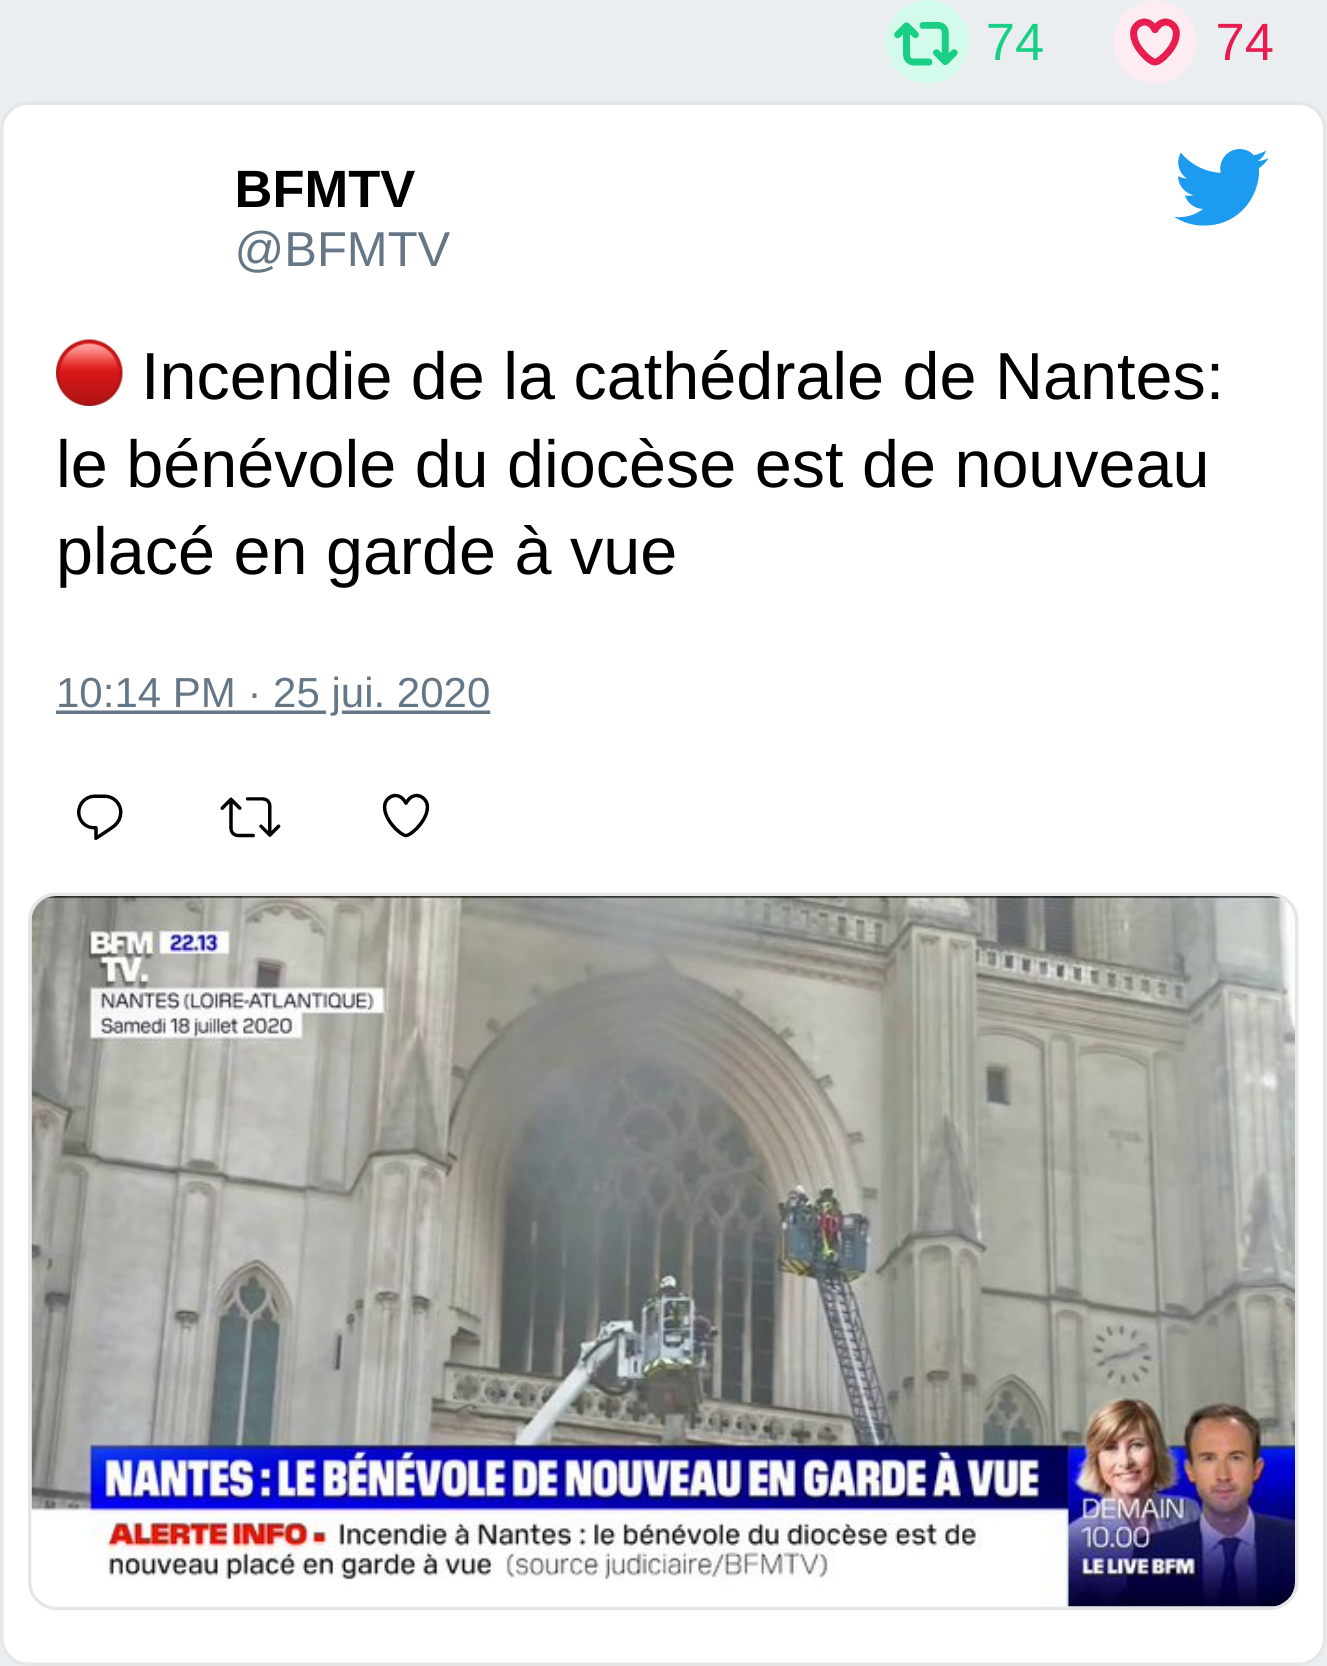 74 74
BFMTV
@BFMTV
🔴 Incendie de la cathédrale de Nantes:
le bénévole du diocèse est de nouveau
placé en garde à vue
10:14 PM · 25 jui. 2020
BFM 22.13
TV.
NANTES (LOIRE-ATLANTIQUE)
Samedi 18 juillet 2020
NANTES : LE BÉNÉVOLE DE NOUVEAU EN GARDE À VUE
ALERTE INFO - Incendie à Nantes : le bénévole du diocèse est de
nouveau placé en garde à vue (source judiciaire/BFMTV)
DEMAIN
10.00
LE LIVE BFM